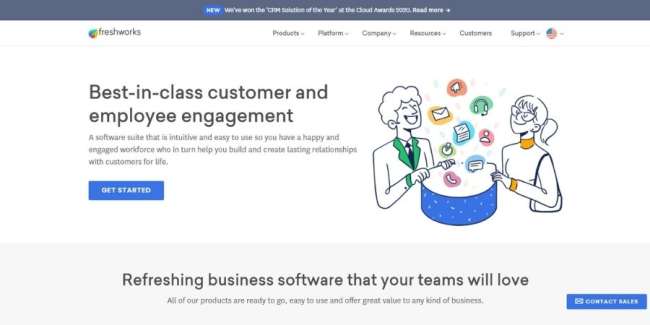 NEW We've won the 'CRM Solution of the Year' at the Cloud Awards 2020. Read more →
freshworks Products Platform Company Resources Customers Support
Best-in-class customer and
employee engagement
A software suite that is intuitive and easy to use so you have a happy and
engaged workforce who in turn help you build and create lasting relationships
with customers for life.
GET STARTED
Refreshing business software that your teams will love
All of our products are ready to go, easy to use and offer great value to any kind of business.
CONTACT SALES